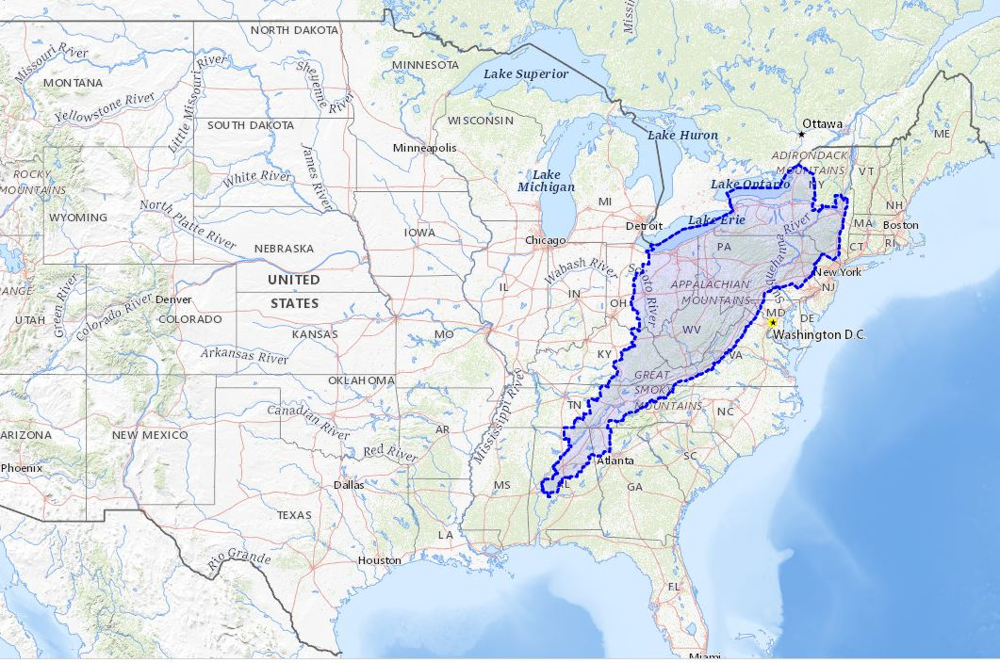 NORTH DAKOTA
Missouri River
MONTANA
Yellowstone River
Little Missouri River
Sheyenne River
MINNESOTA
Lake Superior
SOUTH DAKOTA
WISCONSIN
Minneapolis
Lake Huron
Ottawa
ME
ADIRONDACK
MOUNTAINS
NY
VT
ROCKY
MOUNTAINS
White River
James River
Lake
Michigan
Lake Ontario
NH
WYOMING
North Platte River
IOWA
MI
Detroit
Lake Erie
MA
Boston
CT
RI
Chicago
NEBRASKA
PA
Susquehanna River
UNITED
STATES
Green River
Colorado River
Denver
COLORADO
UTAH
IL
Wabash River
IN
OH
Scioto River
APPALACHIAN
MOUNTAINS
New York
NJ
MD
DE
Washington D.C.
KANSAS
MO
WV
VA
KY
Arkansas River
OKLAHOMA
GREAT
SMOKY
MOUNTAINS
TN
NC
Mississippi River
Canadian River
AR
Red River
ARIZONA
NEW MEXICO
Phoenix
Atlanta
SC
Dallas
MS
AL
GA
TEXAS
LA
Rio Grande
Houston
FL
Miami